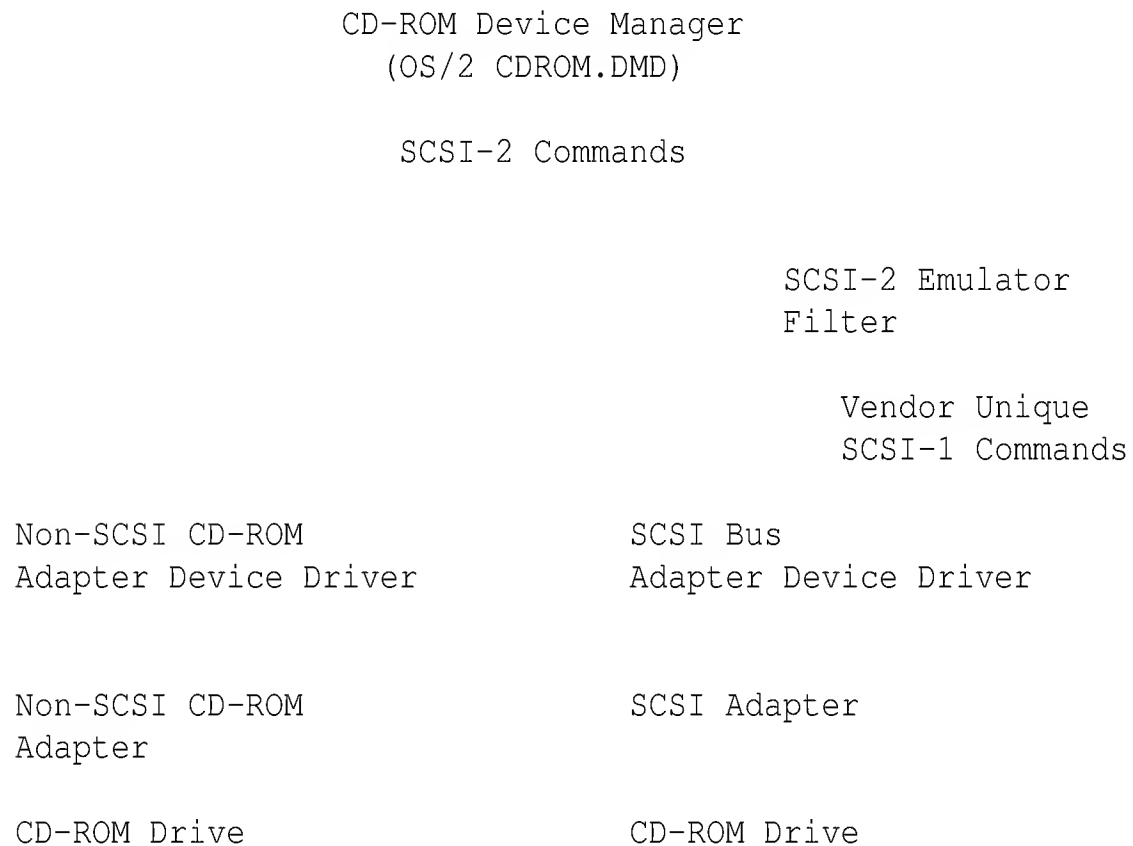 CD-ROM Device Manager
(OS/2 CDROM.DMD)
SCSI-2 Commands
SCSI-2 Emulator
Filter
Vendor Unique
SCSI-1 Commands
Non-SCSI CD-ROM
Adapter Device Driver
SCSI Bus
Adapter Device Driver
Non-SCSI CD-ROM
Adapter
SCSI Adapter
CD-ROM Drive
CD-ROM Drive